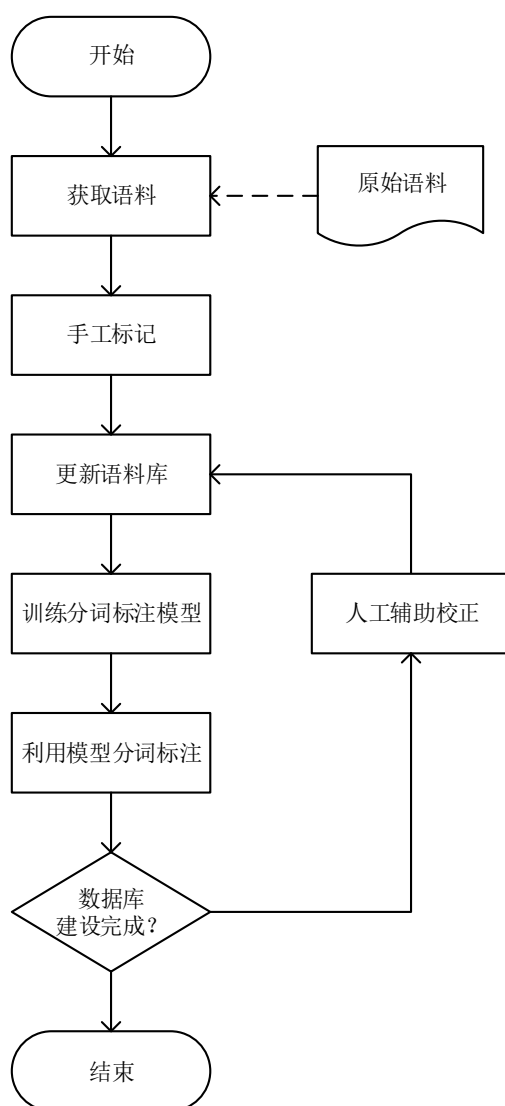 开始
获取语料
原始语料
手工标记
更新语料库
训练分词标注模型
人工辅助校正
利用模型分词标注
数据库
建设完成？
结束